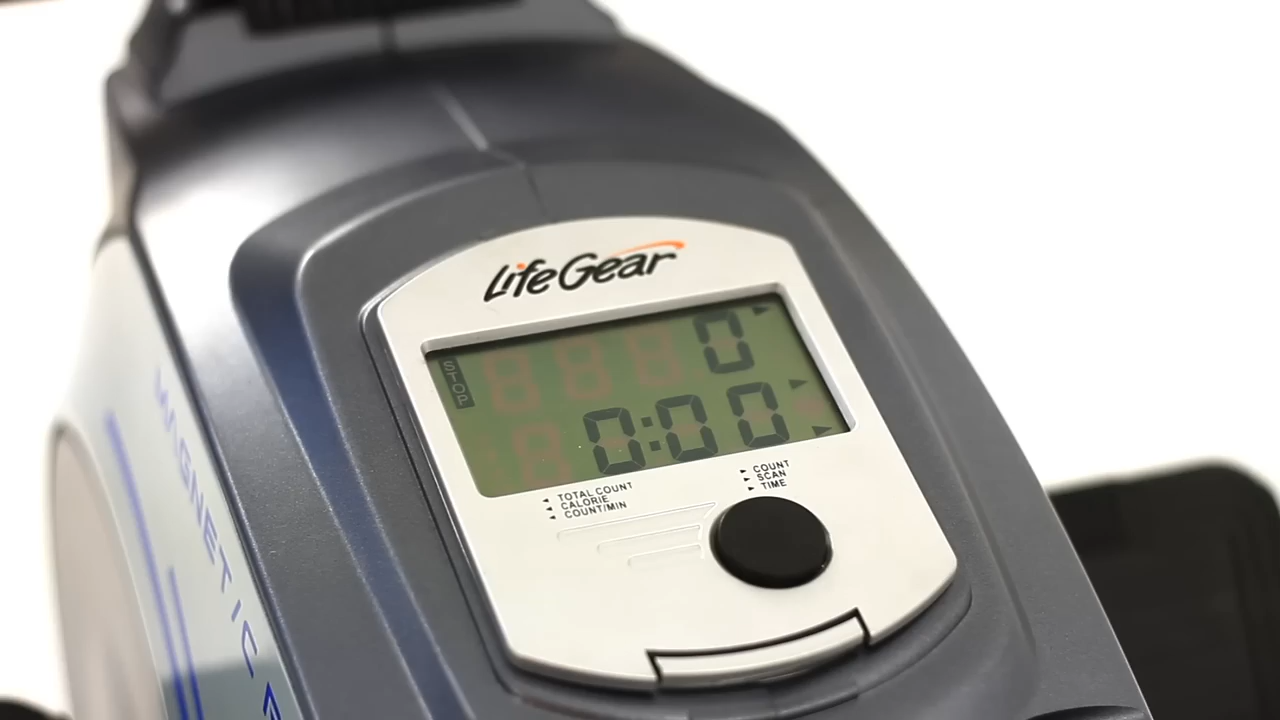 LifeGear
STOP
0
0:00
COUNT
SCAN
TIME
TOTAL COUNT
CALORIE
COUNT/MIN
MAGNETIC